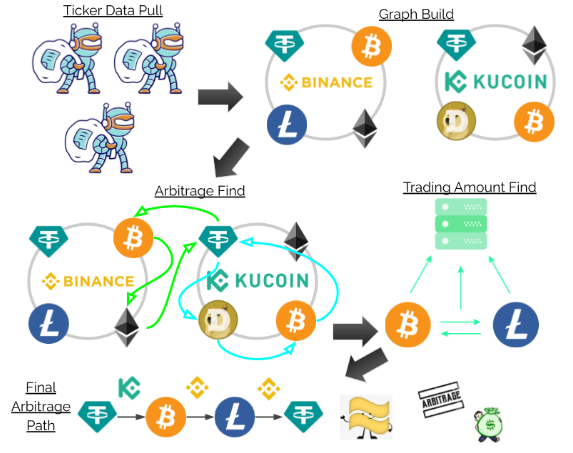 Ticker Data Pull
Graph Build
BINANCE
KUCOIN
Arbitrage Find
Trading Amount Find
BINANCE
KUCOIN
Final
Arbitrage
Path
ARBITRAGE